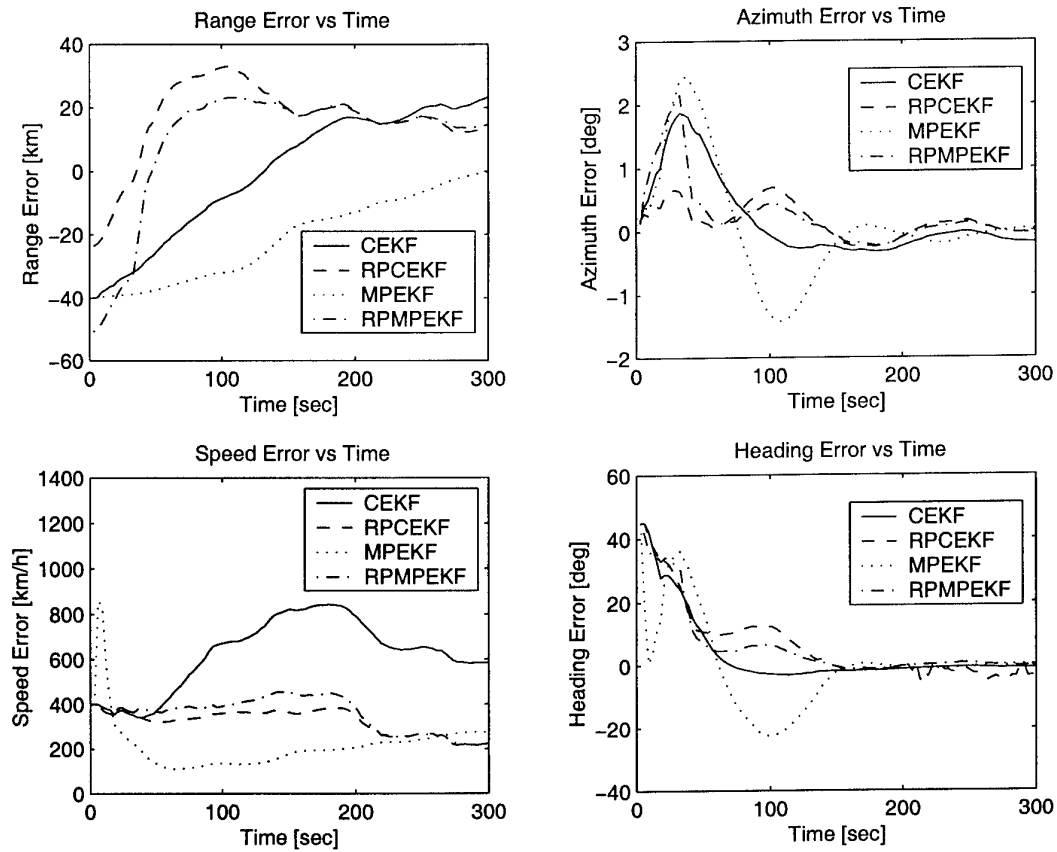 Range Error vs Time
40
20
0
−20
−40
−60
Range Error [km]
CEKF
RPCEKF
MPEKF
RPMPEKF
0
100
200
300
Time [sec]
Azimuth Error vs Time
3
2
1
0
−1
−2
Azimuth Error [deg]
CEKF
RPCEKF
MPEKF
RPMPEKF
0
100
200
300
Time [sec]
Speed Error vs Time
1400
1200
1000
800
600
400
200
0
Speed Error [km/h]
CEKF
RPCEKF
MPEKF
RPMPEKF
0
100
200
300
Time [sec]
Heading Error vs Time
60
40
20
0
−20
−40
Heading Error [deg]
CEKF
RPCEKF
MPEKF
RPMPEKF
0
100
200
300
Time [sec]